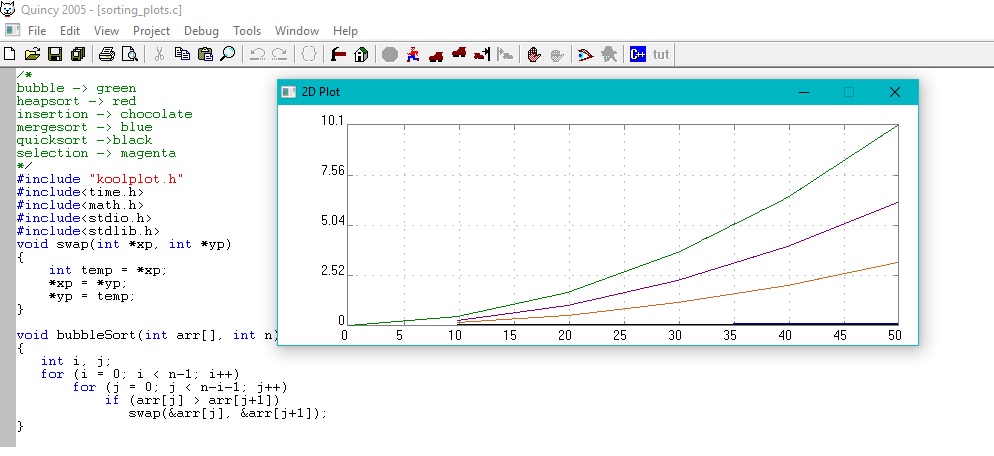 Quincy 2005 - [sorting_plots.c]
File Edit View Project Debug Tools Window Help
{} C++ tut
/*
bubble -> green
heapsort -> red
insertion -> chocolate
mergesort -> blue
quicksort ->black
selection -> magenta
*/
#include "koolplot.h"
#include<time.h>
#include<math.h>
#include<stdio.h>
#include<stdlib.h>
void swap(int *xp, int *yp)
{
    int temp = *xp;
    *xp = *yp;
    *yp = temp;
}
void bubbleSort(int arr[], int n)
{
   int i, j;
   for (i = 0; i < n-1; i++)
       for (j = 0; j < n-i-1; j++)
           if (arr[j] > arr[j+1])
              swap(&arr[j], &arr[j+1]);
}
2D Plot
10.1
7.56
5.04
2.52
0
0 5 10 15 20 25 30 35 40 45 50